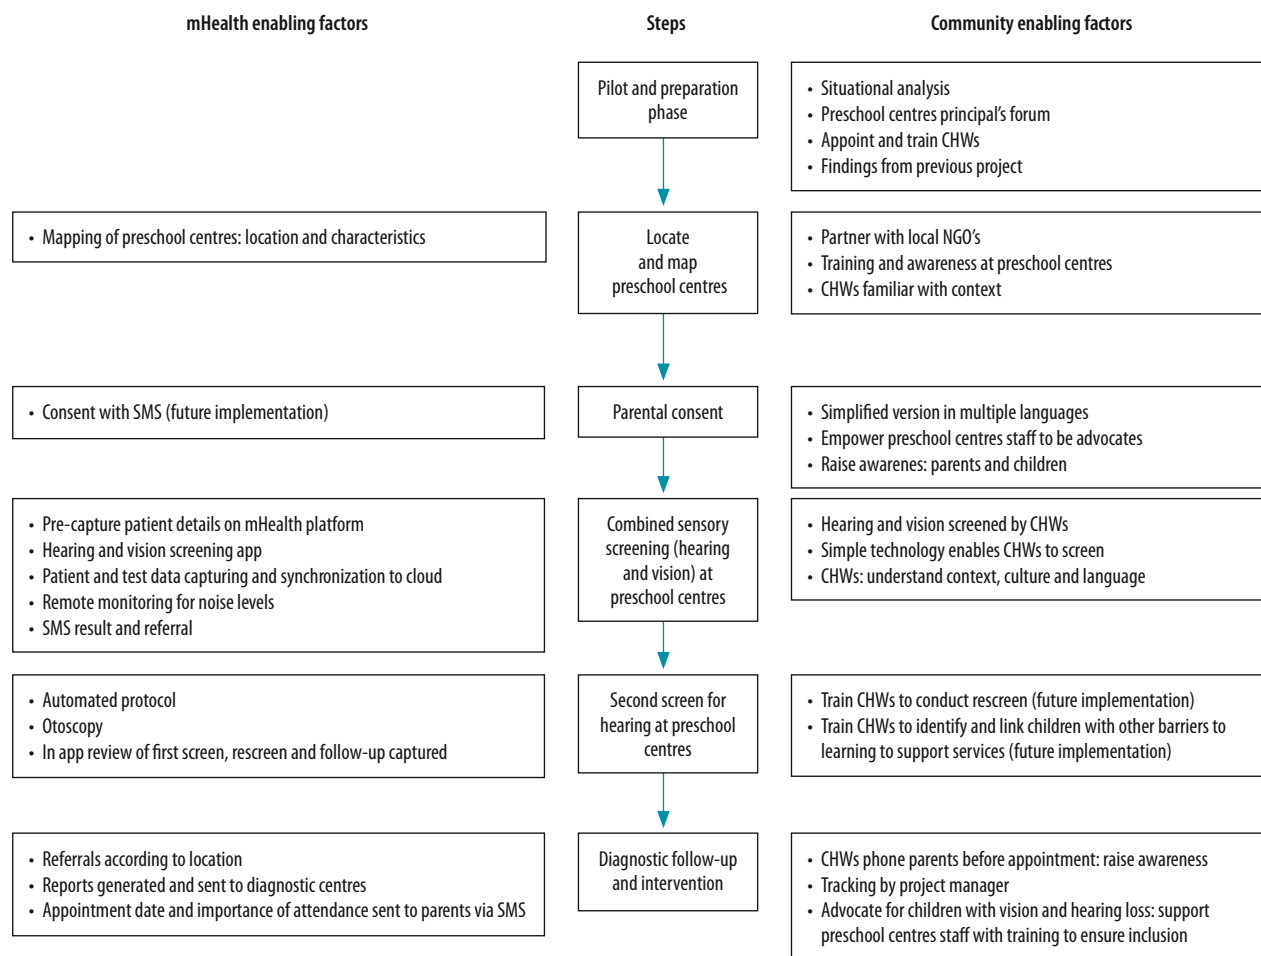 mHealth enabling factors
Steps
Community enabling factors
Pilot and preparation
phase
• Situational analysis
• Preschool centres principal's forum
• Appoint and train CHWs
• Findings from previous project
• Mapping of preschool centres: location and characteristics
Locate
and map
preschool centres
• Partner with local NGO's
• Training and awareness at preschool centres
• CHWs familiar with context
• Consent with SMS (future implementation)
Parental consent
• Simplified version in multiple languages
• Empower preschool centres staff to be advocates
• Raise awarenes: parents and children
• Pre-capture patient details on mHealth platform
• Hearing and vision screening app
• Patient and test data capturing and synchronization to cloud
• Remote monitoring for noise levels
• SMS result and referral
Combined sensory
screening (hearing
and vision) at
preschool centres
• Hearing and vision screened by CHWs
• Simple technology enables CHWs to screen
• CHWs: understand context, culture and language
• Automated protocol
• Otoscopy
• In app review of first screen, rescreen and follow-up captured
Second screen for
hearing at preschool
centres
• Train CHWs to conduct rescreen (future implementation)
• Train CHWs to identify and link children with other barriers to
learning to support services (future implementation)
• Referrals according to location
• Reports generated and sent to diagnostic centres
• Appointment date and importance of attendance sent to parents via SMS
Diagnostic follow-up
and intervention
• CHWs phone parents before appointment: raise awareness
• Tracking by project manager
• Advocate for children with vision and hearing loss: support
preschool centres staff with training to ensure inclusion